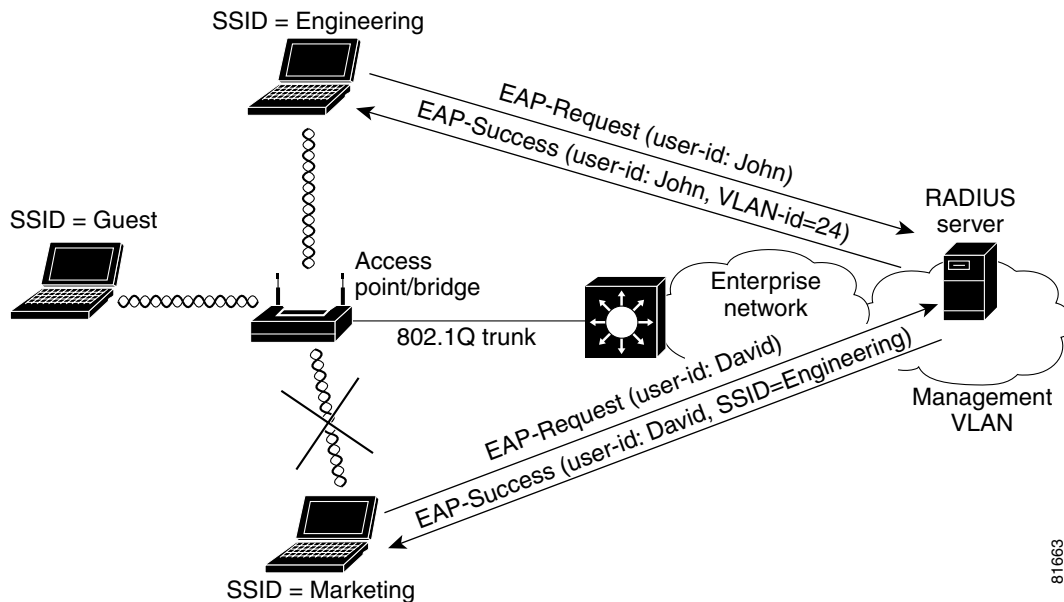 SSID = Engineering
EAP-Request (user-id: John)
EAP-Success (user-id: John, VLAN-id=24)
SSID = Guest
RADIUS
server
Access
point/bridge
Enterprise
network
802.1Q trunk
EAP-Request (user-id: David)
EAP-Success (user-id: David, SSID=Engineering)
Management
VLAN
SSID = Marketing
81663